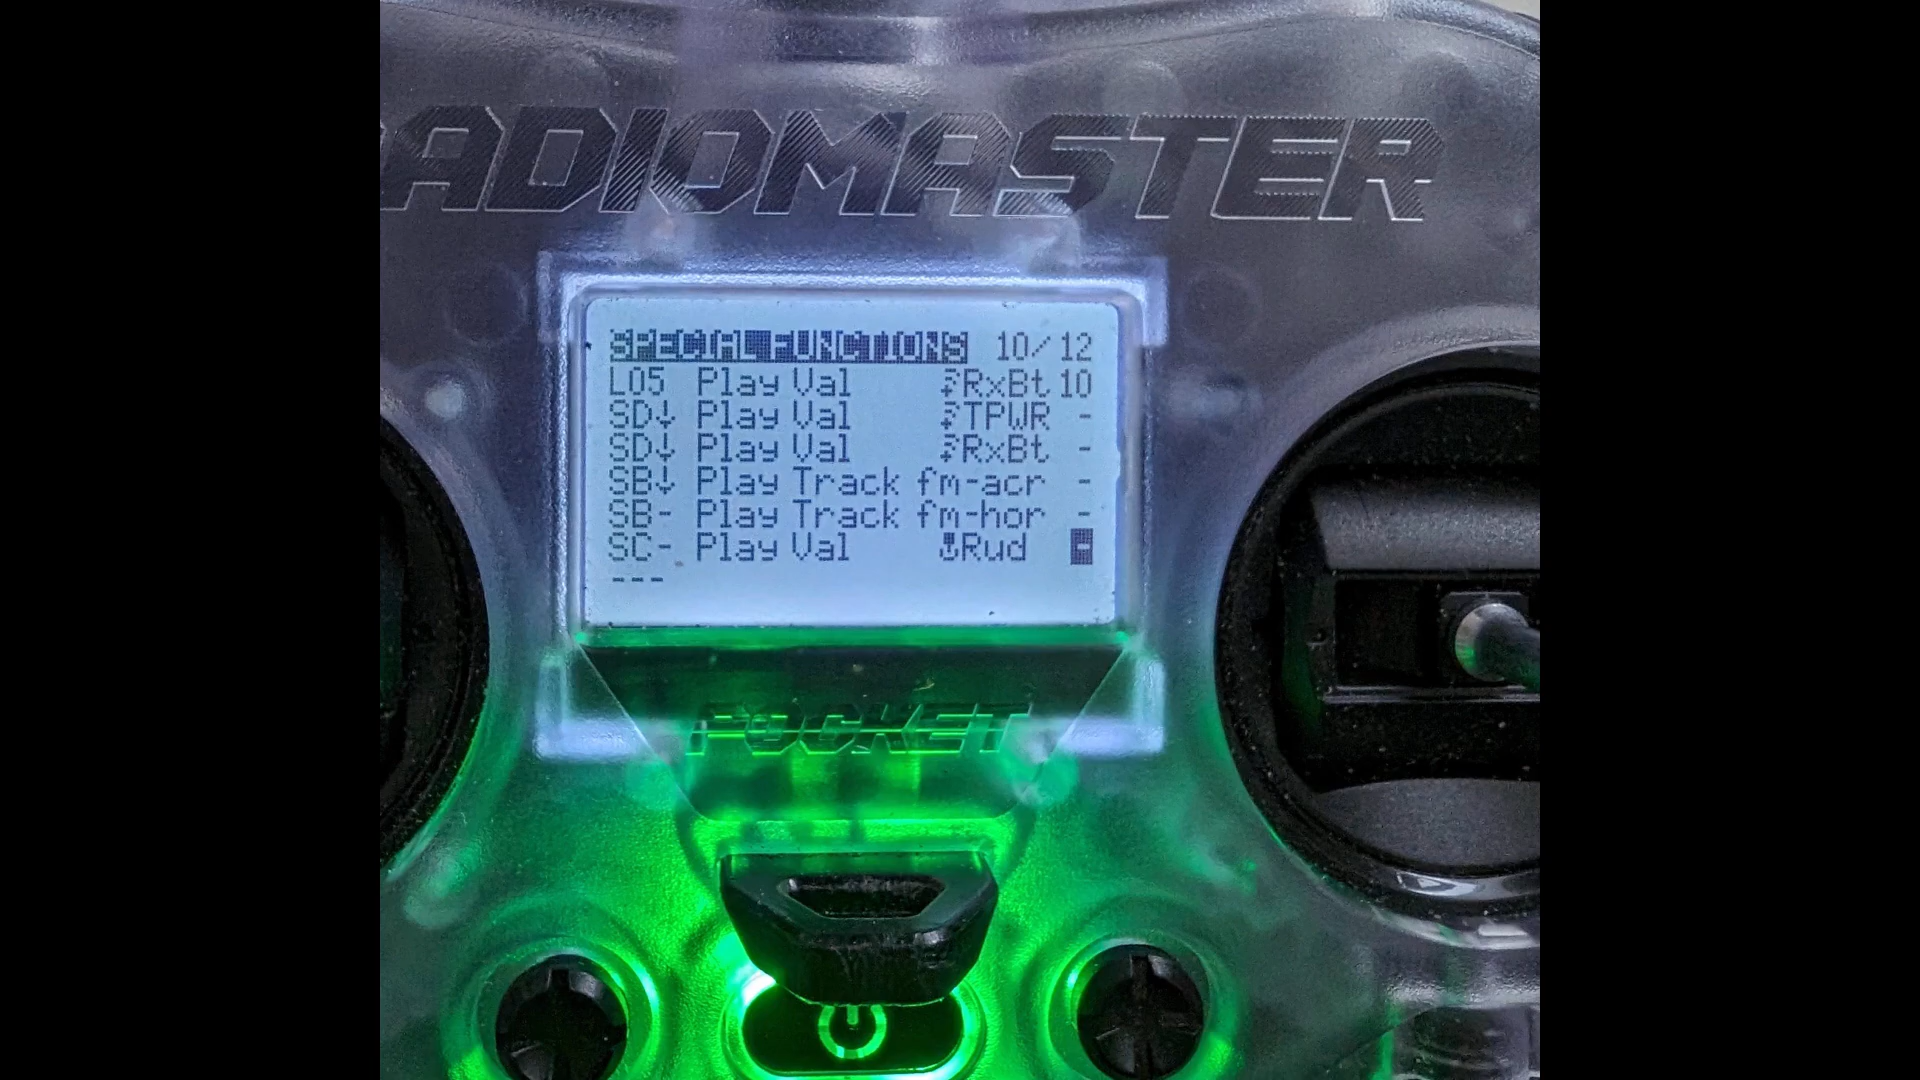 RADIOMASTER
SPECIAL FUNCTIONS 10/12
L05 Play Val RxBt 10
SD↓ Play Val TPWR -
SD↓ Play Val RxBt -
SB↓ Play Track fm-acr -
SB- Play Track fm-hor -
SC- Play Val Rud -
---
POCKET